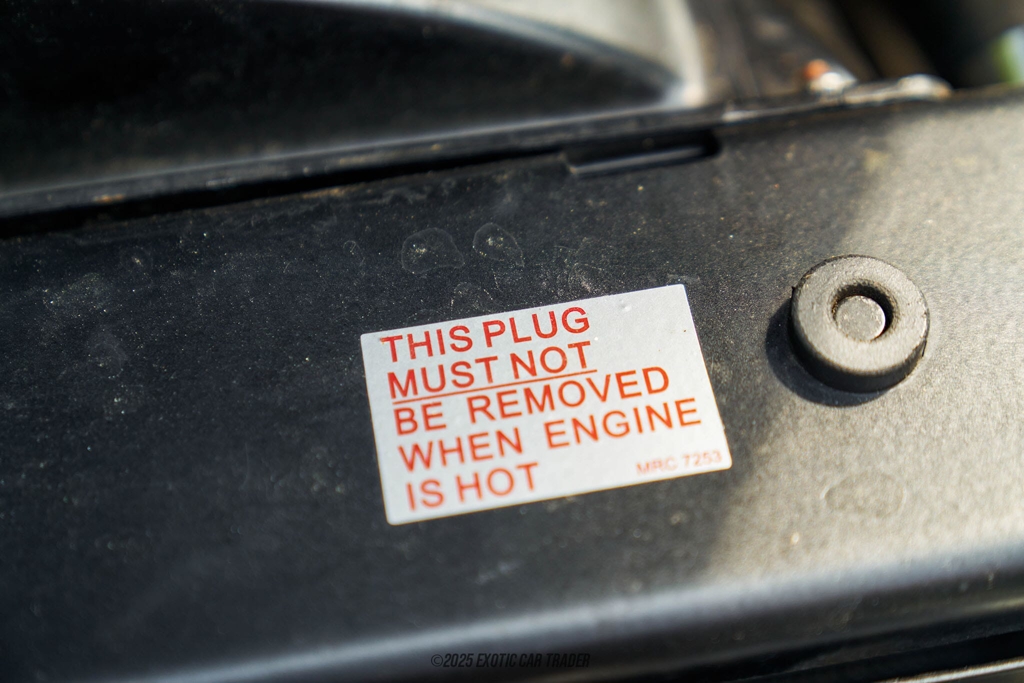 THIS PLUG
MUST NOT
BE REMOVED
WHEN ENGINE
IS HOT
MRC 7253
©2025 EXOTIC CAR TRADER